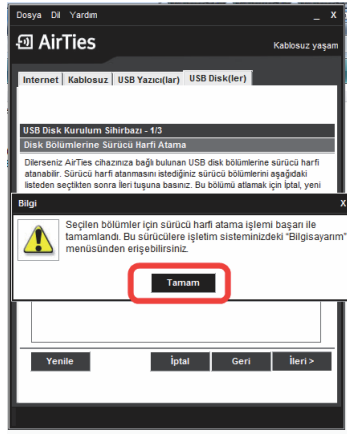 Dosya Dil Yardım _ X
AirTies
Kablosuz yaşam
Internet Kablosuz USB Yazıcı(lar) USB Disk(ler)
USB Disk Kurulum Sihirbazı - 1/3
Disk Bölümlerine Sürücü Harfi Atama
Dilerseniz AirTies cihazınıza bağlı bulunan USB disk bölümlerine sürücü harfi
atanabilir. Sürücü harfi atanmasını istediğiniz sürücü bölümlerini aşağıdaki
listeden seçtikten sonra İleri tuşuna basınız. Bu bölümü atlamak için İptal, yeni
Bilgi X
Seçilen bölümler için sürücü harfi atama işlemi başarı ile
tamamlandı. Bu sürücülere işletim sisteminizdeki "Bilgisayarım"
menüsünden erişebilirsiniz.
Tamam
Yenile İptal Geri İleri >